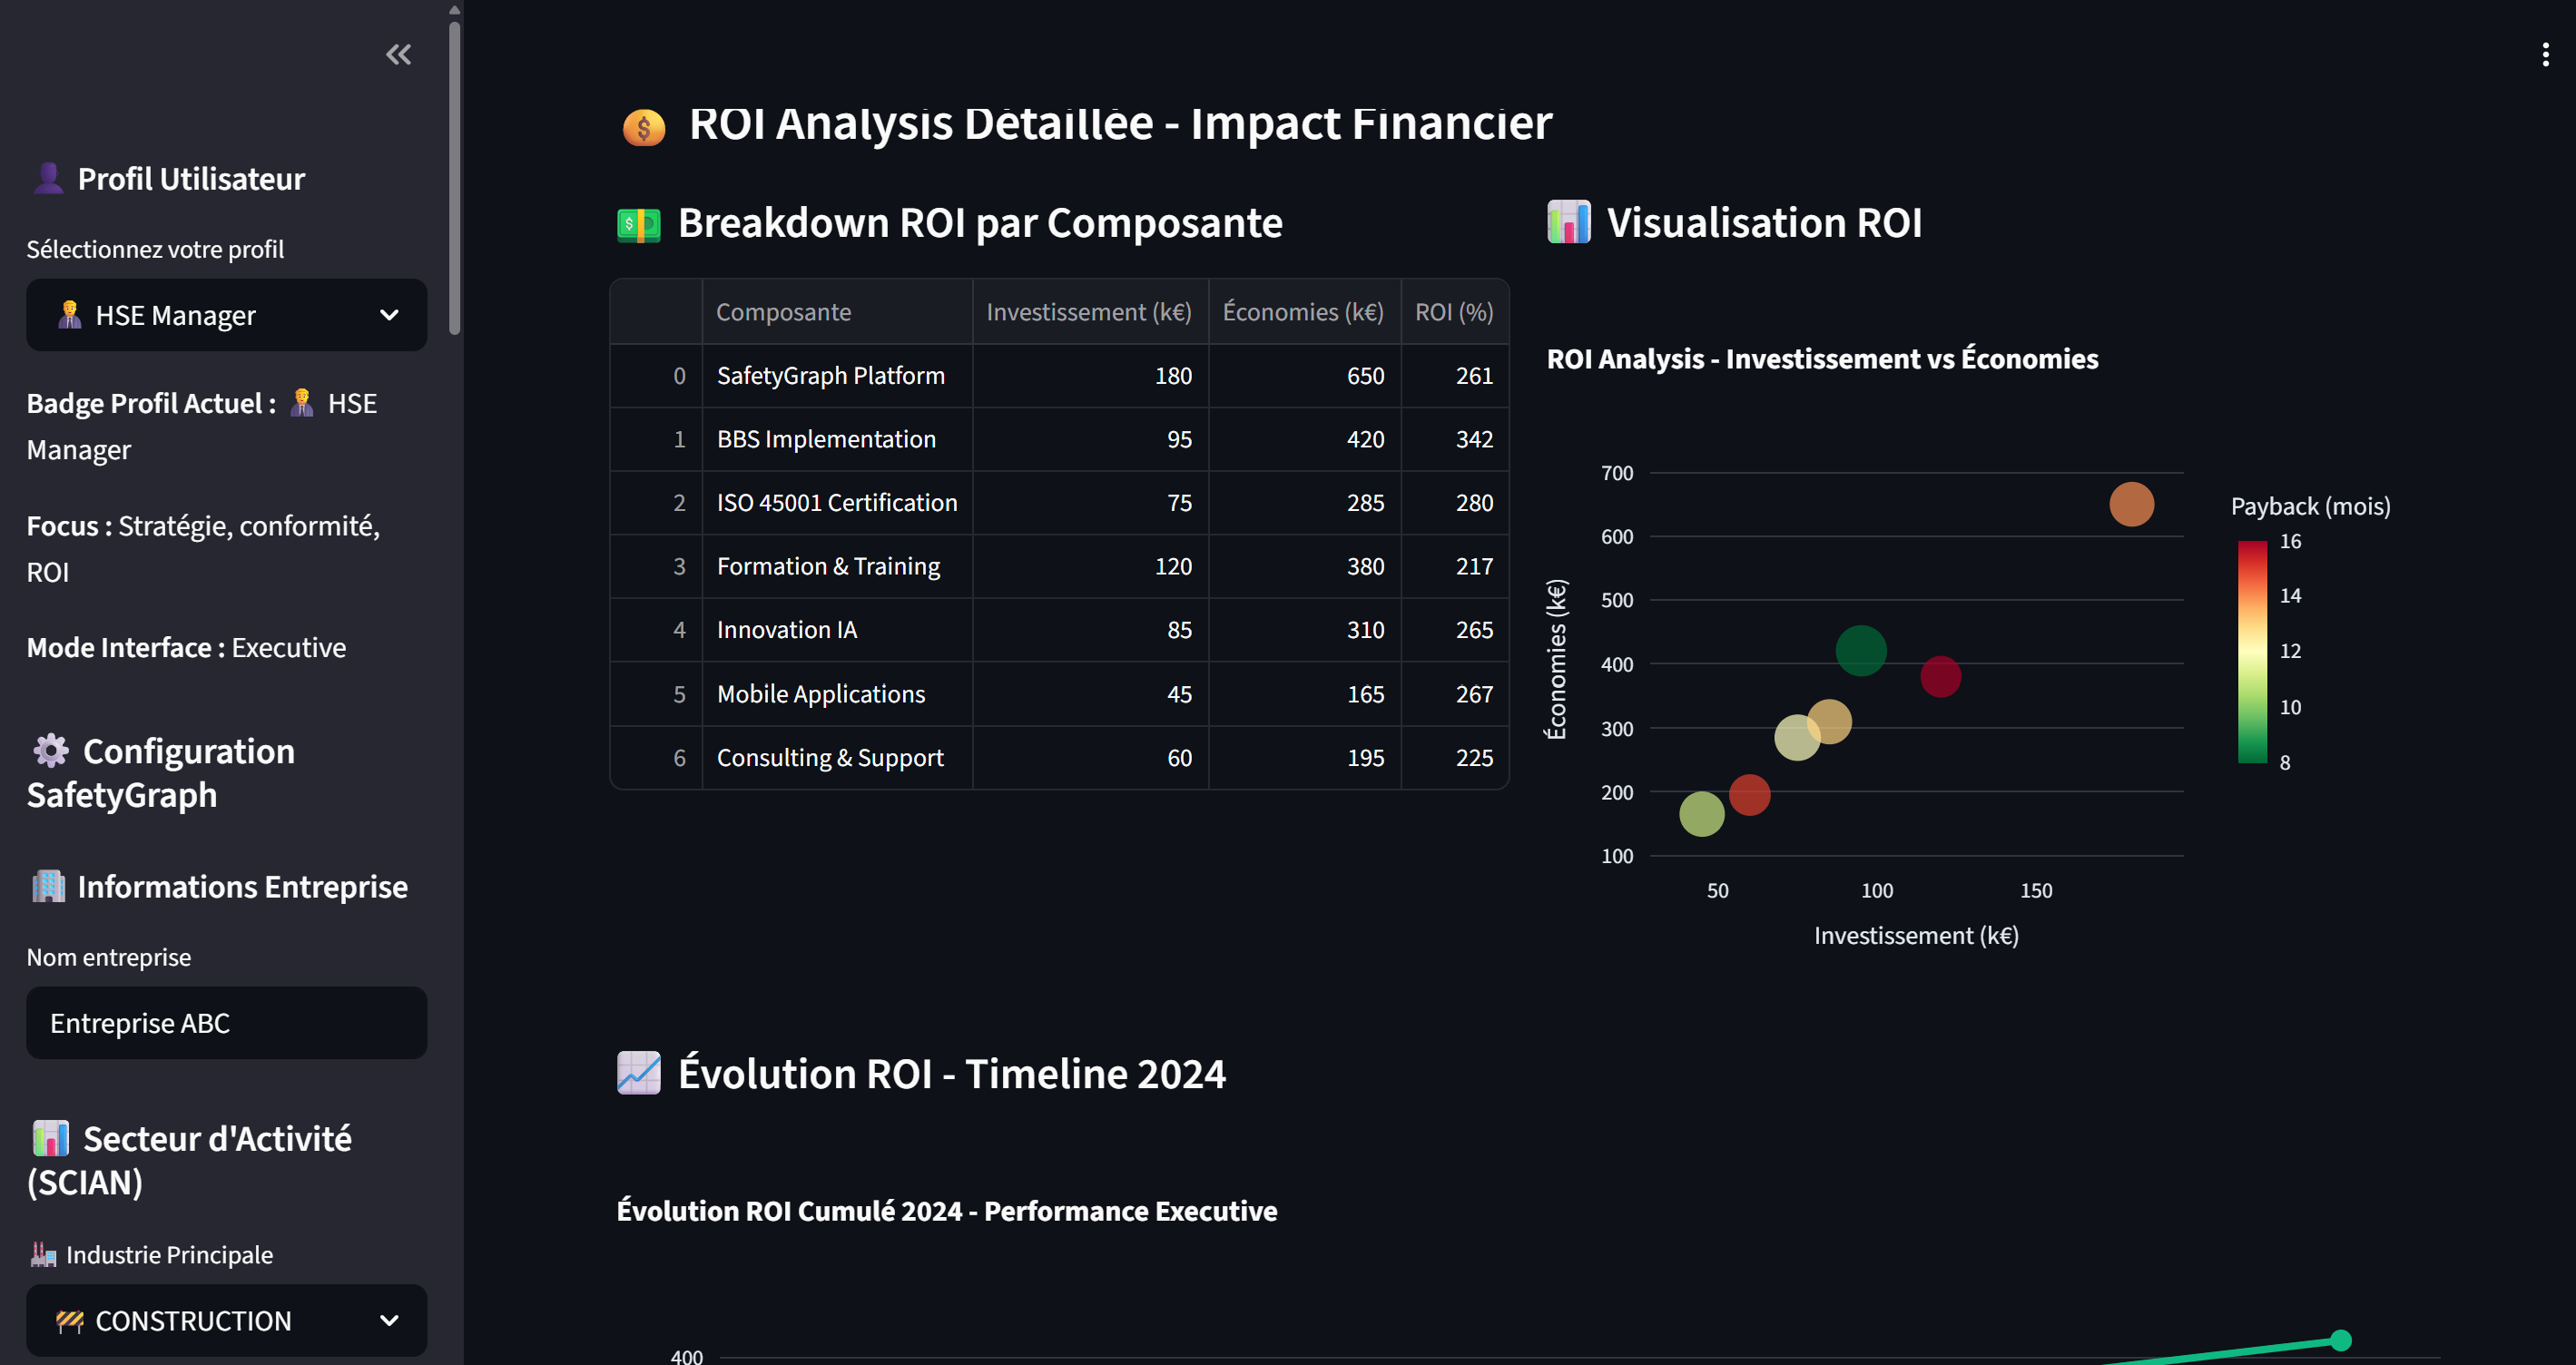 Profil Utilisateur
Sélectionnez votre profil
HSE Manager
Badge Profil Actuel : HSE
Manager
Focus : Stratégie, conformité,
ROI
Mode Interface : Executive
Configuration
SafetyGraph
Informations Entreprise
Nom entreprise
Entreprise ABC
Secteur d'Activité
(SCIAN)
Industrie Principale
CONSTRUCTION
ROI Analysis Détaillée - Impact Financier
Breakdown ROI par Composante
Composante Investissement (k€) Économies (k€) ROI (%)
0 SafetyGraph Platform 180 650 261
1 BBS Implementation 95 420 342
2 ISO 45001 Certification 75 285 280
3 Formation & Training 120 380 217
4 Innovation IA 85 310 265
5 Mobile Applications 45 165 267
6 Consulting & Support 60 195 225
Visualisation ROI
ROI Analysis - Investissement vs Économies
Économies (k€)
700
600
500
400
300
200
100
50 100 150
Investissement (k€)
Payback (mois)
16
14
12
10
8
Évolution ROI - Timeline 2024
Évolution ROI Cumulé 2024 - Performance Executive
400